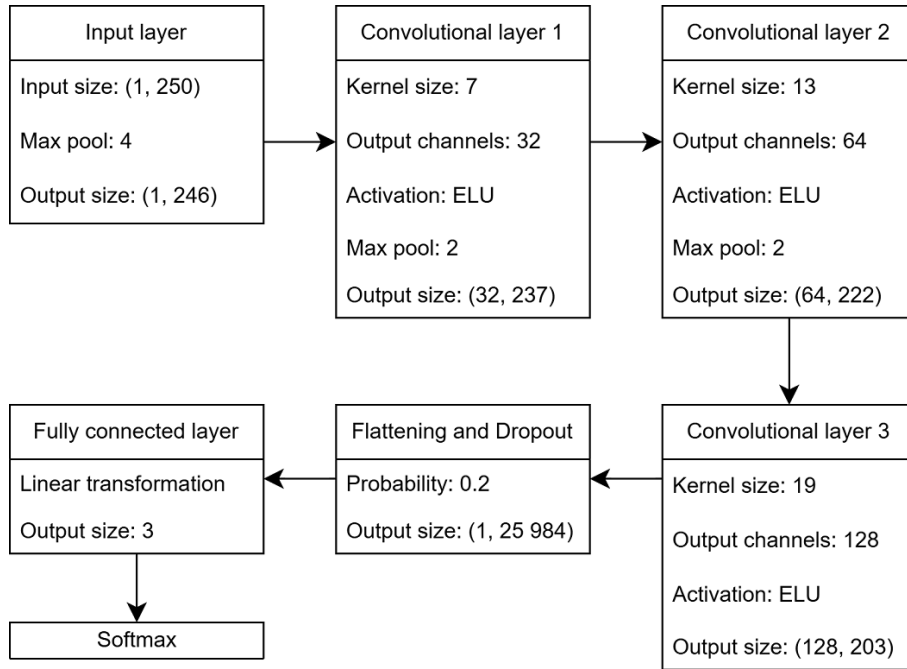 Input layer
Input size: (1, 250)
Max pool: 4
Output size: (1, 246)
Convolutional layer 1
Kernel size: 7
Output channels: 32
Activation: ELU
Max pool: 2
Output size: (32, 237)
Convolutional layer 2
Kernel size: 13
Output channels: 64
Activation: ELU
Max pool: 2
Output size: (64, 222)
Convolutional layer 3
Kernel size: 19
Output channels: 128
Activation: ELU
Output size: (128, 203)
Flattening and Dropout
Probability: 0.2
Output size: (1, 25 984)
Fully connected layer
Linear transformation
Output size: 3
Softmax